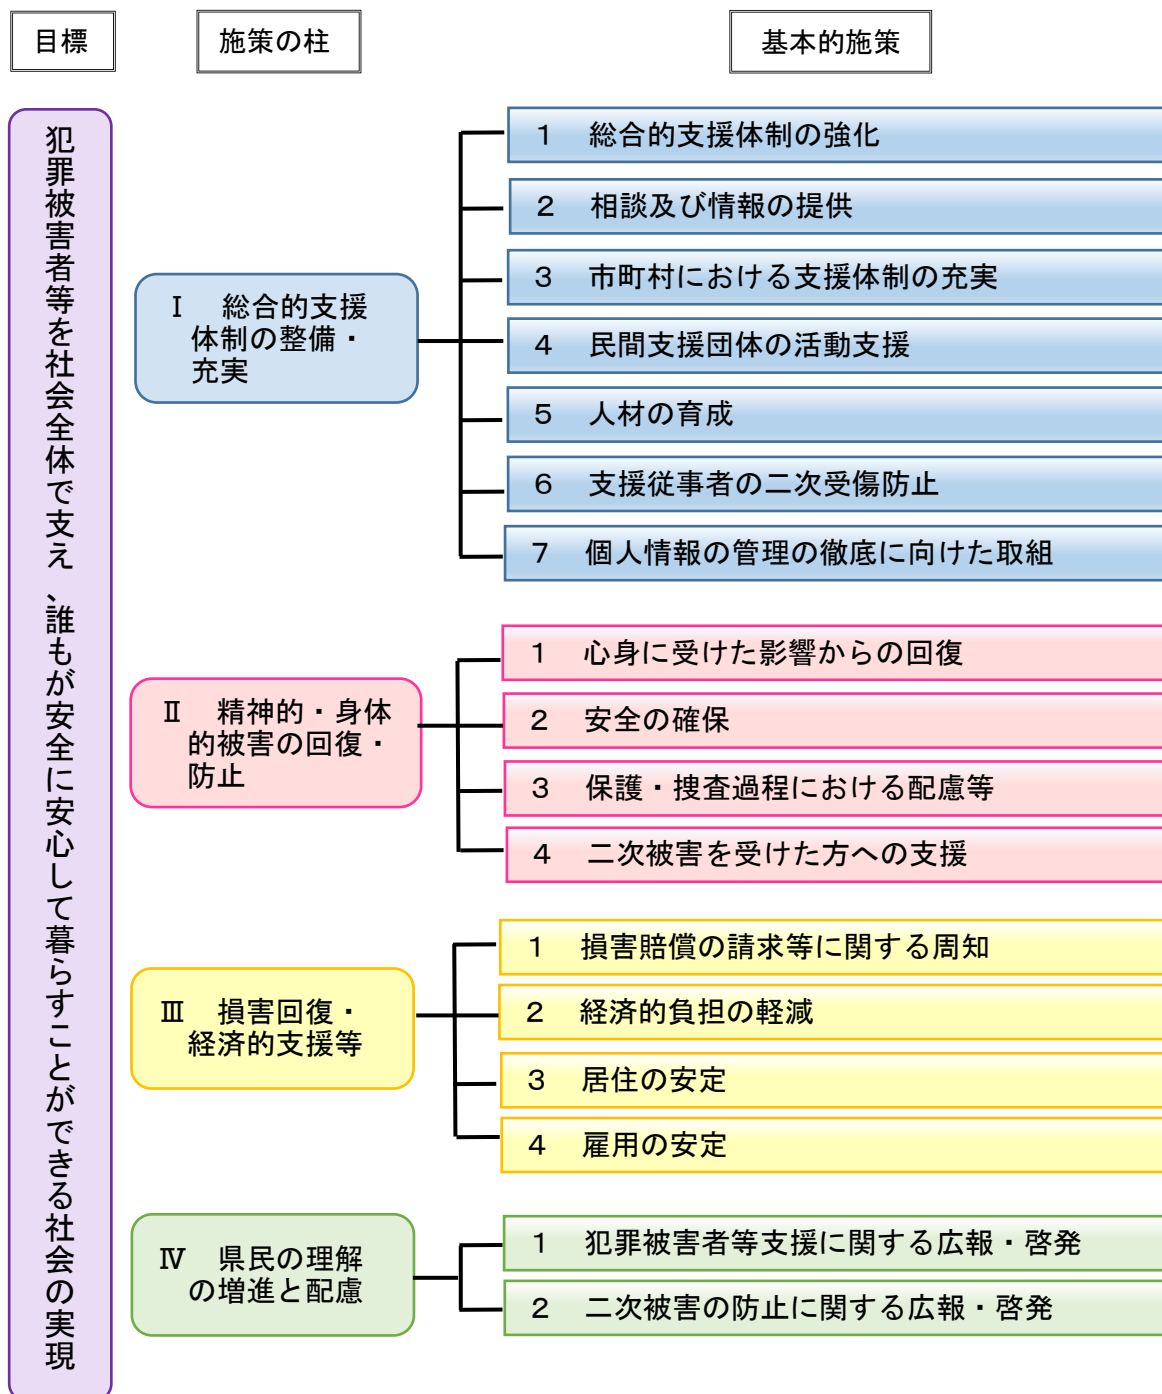 目標
施策の柱
基本的施策
犯罪被害者等を社会全体で支え、誰もが安全に安心して暮らすことができる社会の実現
Ⅰ 総合的支援
体制の整備・
充実
1 総合的支援体制の強化
2 相談及び情報の提供
3 市町村における支援体制の充実
4 民間支援団体の活動支援
5 人材の育成
6 支援従事者の二次受傷防止
7 個人情報の管理の徹底に向けた取組
Ⅱ 精神的・身体
的被害の回復・
防止
1 心身に受けた影響からの回復
2 安全の確保
3 保護・捜査過程における配慮等
4 二次被害を受けた方への支援
Ⅲ 損害回復・
経済的支援等
1 損害賠償の請求等に関する周知
2 経済的負担の軽減
3 居住の安定
4 雇用の安定
Ⅳ 県民の理解
の増進と配慮
1 犯罪被害者等支援に関する広報・啓発
2 二次被害の防止に関する広報・啓発